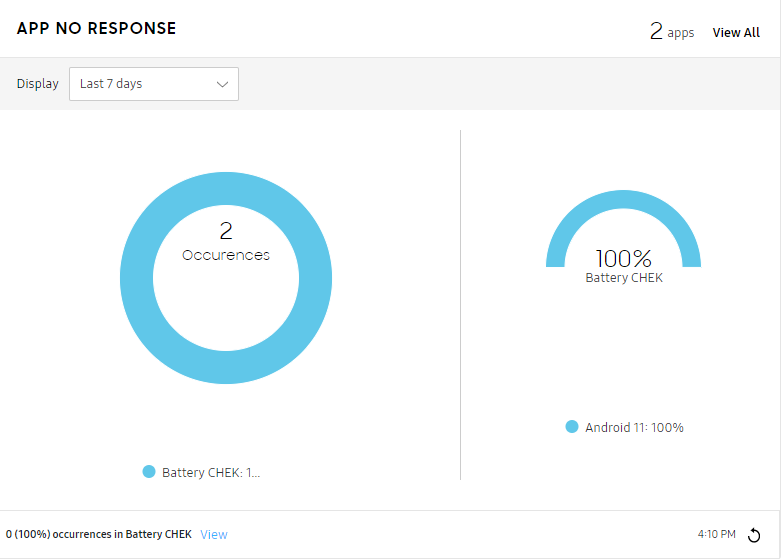 APP NO RESPONSE
2 apps View All
Display Last 7 days
2
Occurences
100%
Battery CHEK
Android 11: 100%
Battery CHEK: 1...
0 (100%) occurrences in Battery CHEK View 4:10 PM